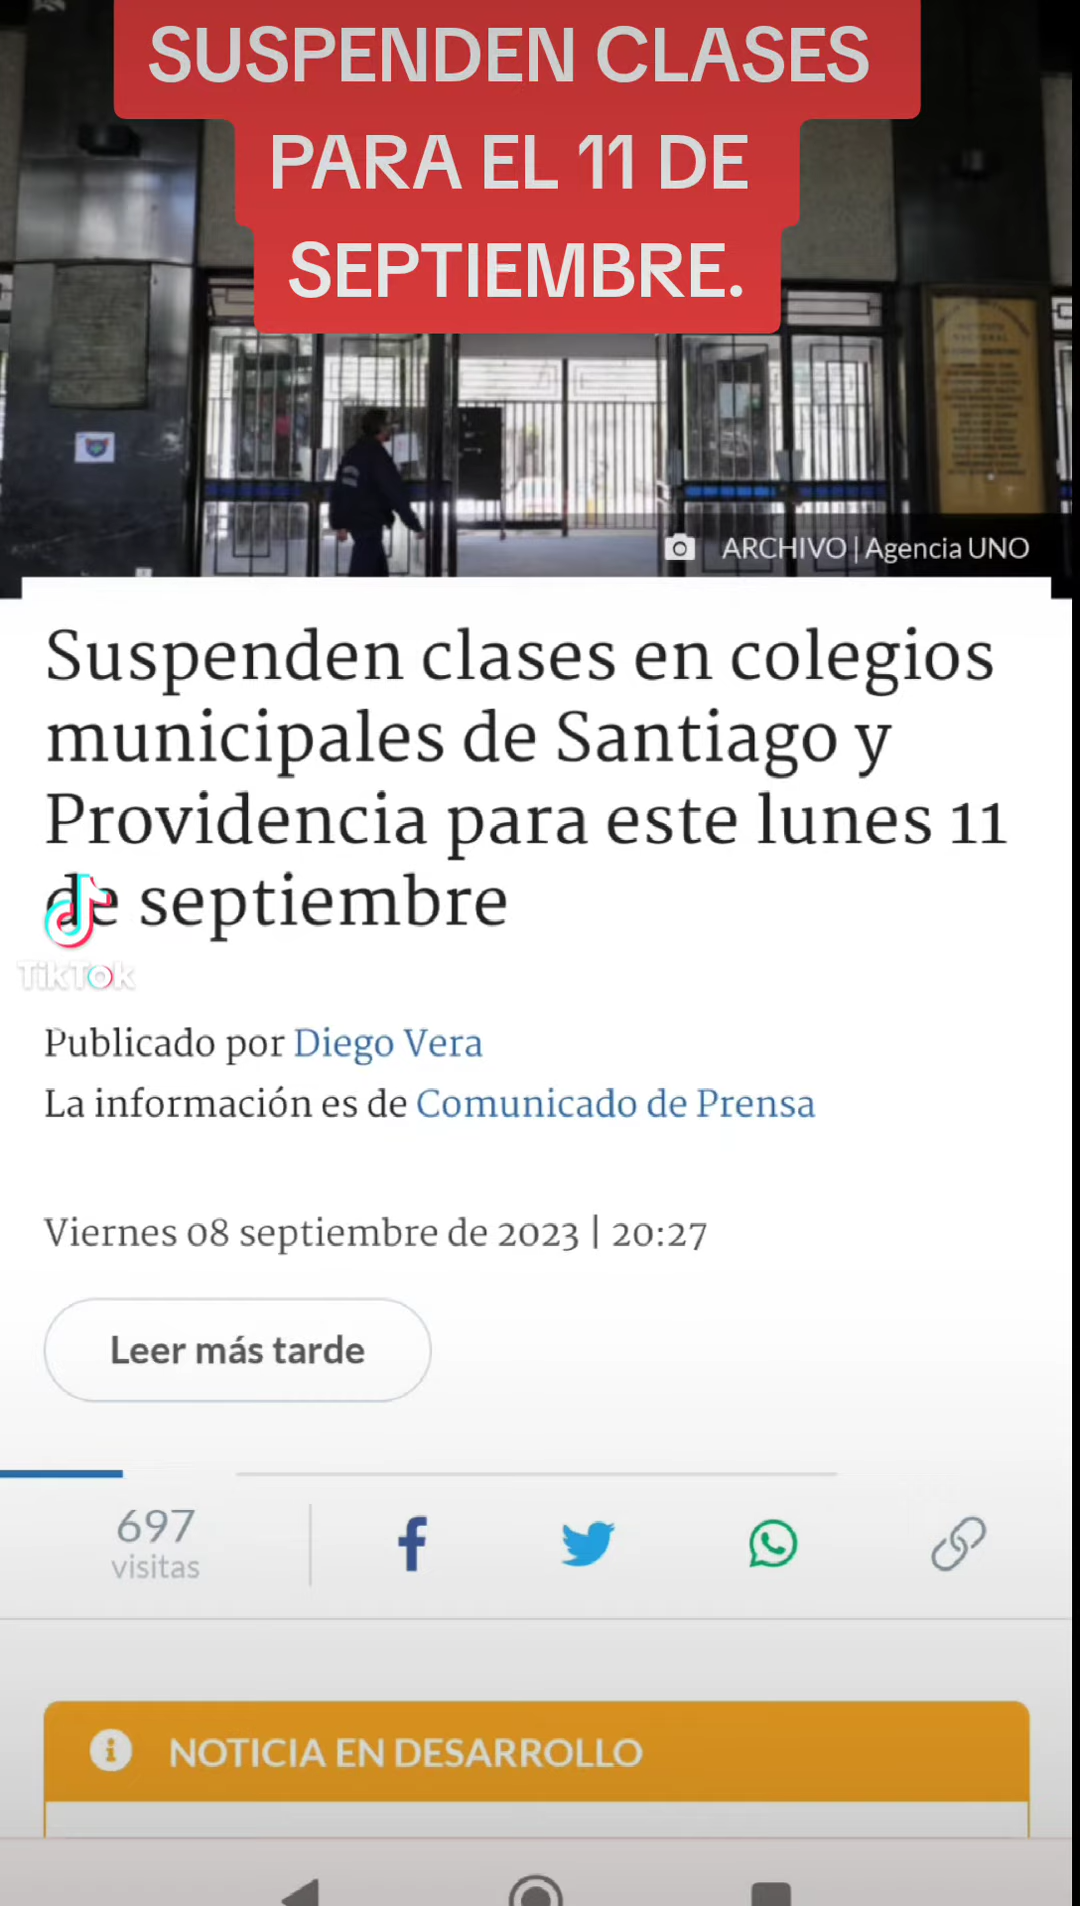 SUSPENDEN CLASES
PARA EL 11 DE
SEPTIEMBRE.
ARCHIVO | Agencia UNO
Suspenden clases en colegios
municipales de Santiago y
Providencia para este lunes 11
de septiembre
TikTok
Publicado por Diego Vera
La información es de Comunicado de Prensa
Viernes 08 septiembre de 2023 | 20:27
Leer más tarde
697
visitas
NOTICIA EN DESARROLLO